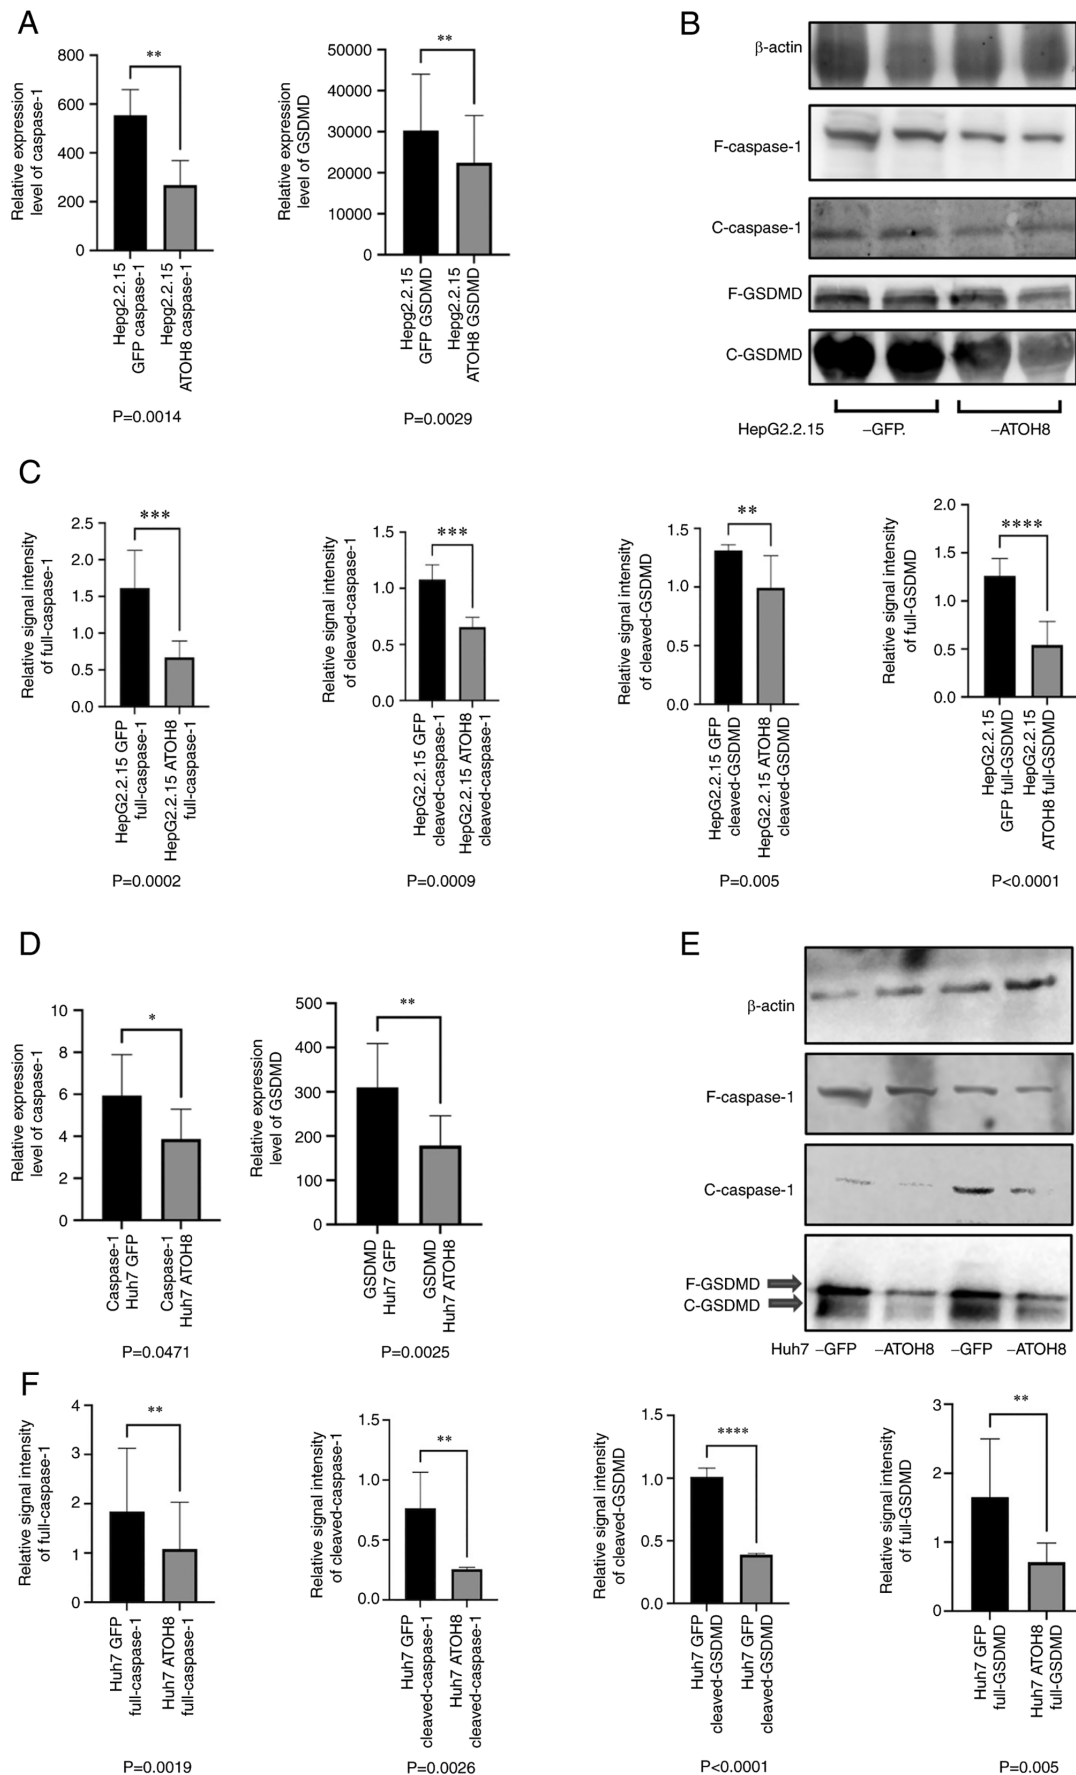 A
Relative expression
level of caspase-1
800
600
400
200
0
**
Hepg2.2.15
GFP caspase-1
Hepg2.2.15
ATOH8 caspase-1
P=0.0014
Relative expression
level of GSDMD
50000
40000
30000
20000
10000
0
**
Hepg2.2.15
GFP GSDMD
Hepg2.2.15
ATOH8 GSDMD
P=0.0029
B
β-actin
F-caspase-1
C-caspase-1
F-GSDMD
C-GSDMD
HepG2.2.15 –GFP. –ATOH8
C
Relative signal intensity
of full-caspase-1
2.5
2.0
1.5
1.0
0.5
0.0
***
HepG2.2.15 GFP
full-caspase-1
HepG2.2.15 ATOH8
full-caspase-1
P=0.0002
Relative signal intensity
of cleaved-caspase-1
1.5
1.0
0.5
0.0
***
HepG2.2.15 GFP
cleaved-caspase-1
HepG2.2.15 ATOH8
cleaved-caspase-1
P=0.0009
Relative signal intensity
of cleaved-GSDMD
1.5
1.0
0.5
0.0
**
HepG2.2.15 GFP
cleaved-GSDMD
HepG2.2.15 ATOH8
cleaved-GSDMD
P=0.005
Relative signal intensity
of full-GSDMD
2.0
1.5
1.0
0.5
0.0
****
HepG2.2.15
GFP full-GSDMD
HepG2.2.15
ATOH8 full-GSDMD
P<0.0001
D
Relative expression
level of caspase-1
10
8
6
4
2
0
*
Caspase-1
Huh7 GFP
Caspase-1
Huh7 ATOH8
P=0.0471
Relative expression
level of GSDMD
500
400
300
200
100
0
**
GSDMD
Huh7 GFP
GSDMD
Huh7 ATOH8
P=0.0025
E
β-actin
F-caspase-1
C-caspase-1
F-GSDMD
C-GSDMD
Huh7 –GFP –ATOH8 –GFP –ATOH8
F
Relative signal intensity
of full-caspase-1
4
3
2
1
0
**
Huh7 GFP
full-caspase-1
Huh7 ATOH8
full-caspase-1
P=0.0019
Relative signal intensity
of cleaved-caspase-1
1.5
1.0
0.5
0.0
**
Huh7 GFP
cleaved-caspase-1
Huh7 ATOH8
cleaved-caspase-1
P=0.0026
Relative signal intensity
of cleaved-GSDMD
1.5
1.0
0.5
0.0
****
Huh7 GFP
cleaved-GSDMD
Huh7 GFP
cleaved-GSDMD
P<0.0001
Relative signal intensity
of full-GSDMD
3
2
1
0
**
Huh7 GFP
full-GSDMD
Huh7 ATOH8
full-GSDMD
P=0.005